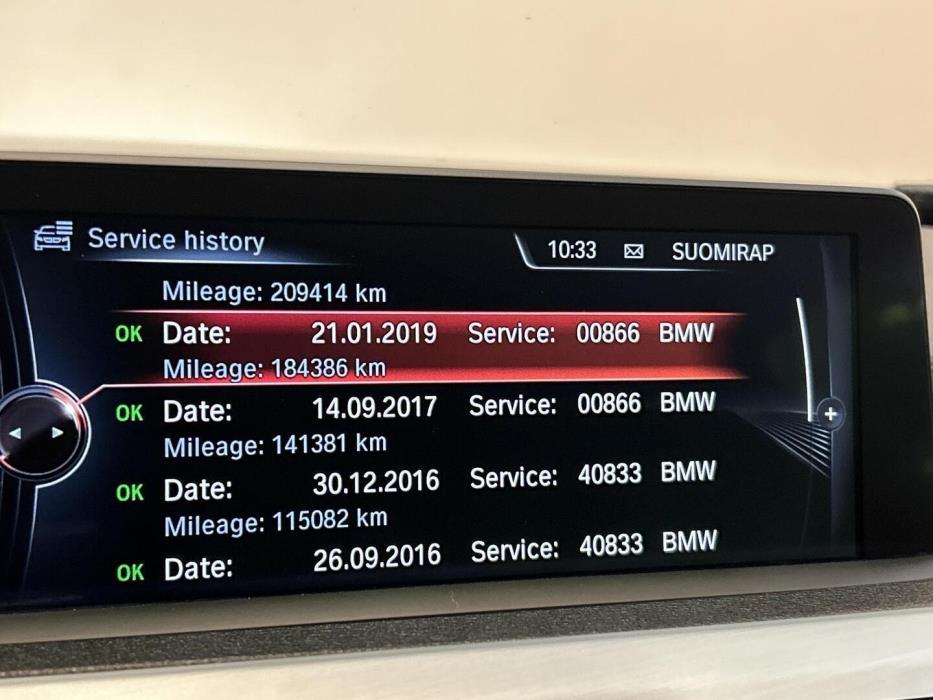 Service history 10:33 SUOMIRAP
Mileage: 209414 km
OK Date: 21.01.2019 Service: 00866 BMW
Mileage: 184386 km
OK Date: 14.09.2017 Service: 00866 BMW
Mileage: 141381 km
OK Date: 30.12.2016 Service: 40833 BMW
Mileage: 115082 km
OK Date: 26.09.2016 Service: 40833 BMW